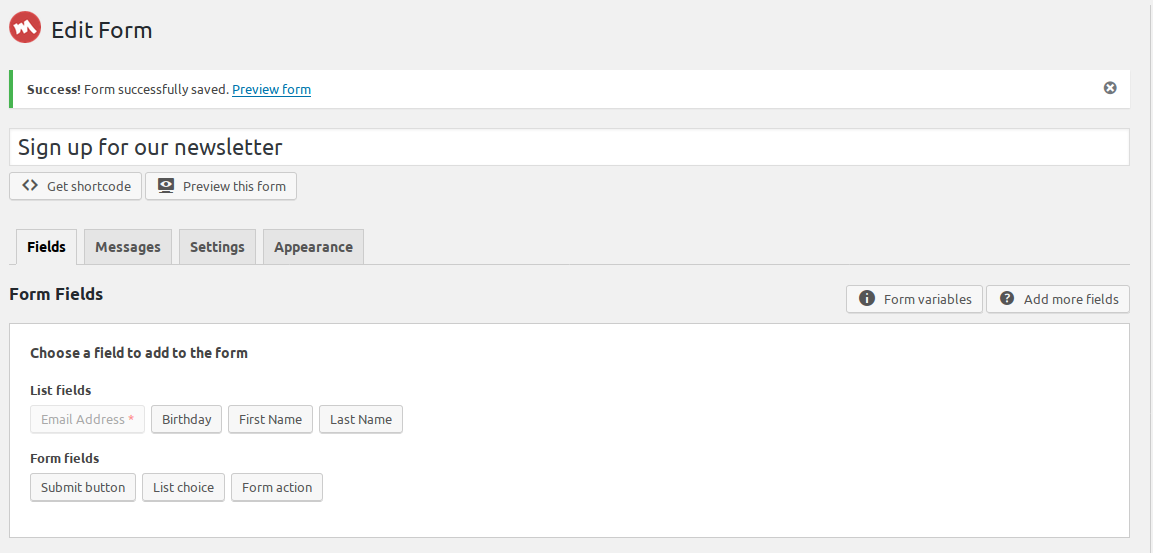 Edit Form
Success! Form successfully saved. Preview form
Sign up for our newsletter
Get shortcode Preview this form
Fields Messages Settings Appearance
Form Fields
Form variables Add more fields
Choose a field to add to the form
List fields
Email Address * Birthday First Name Last Name
Form fields
Submit button List choice Form action